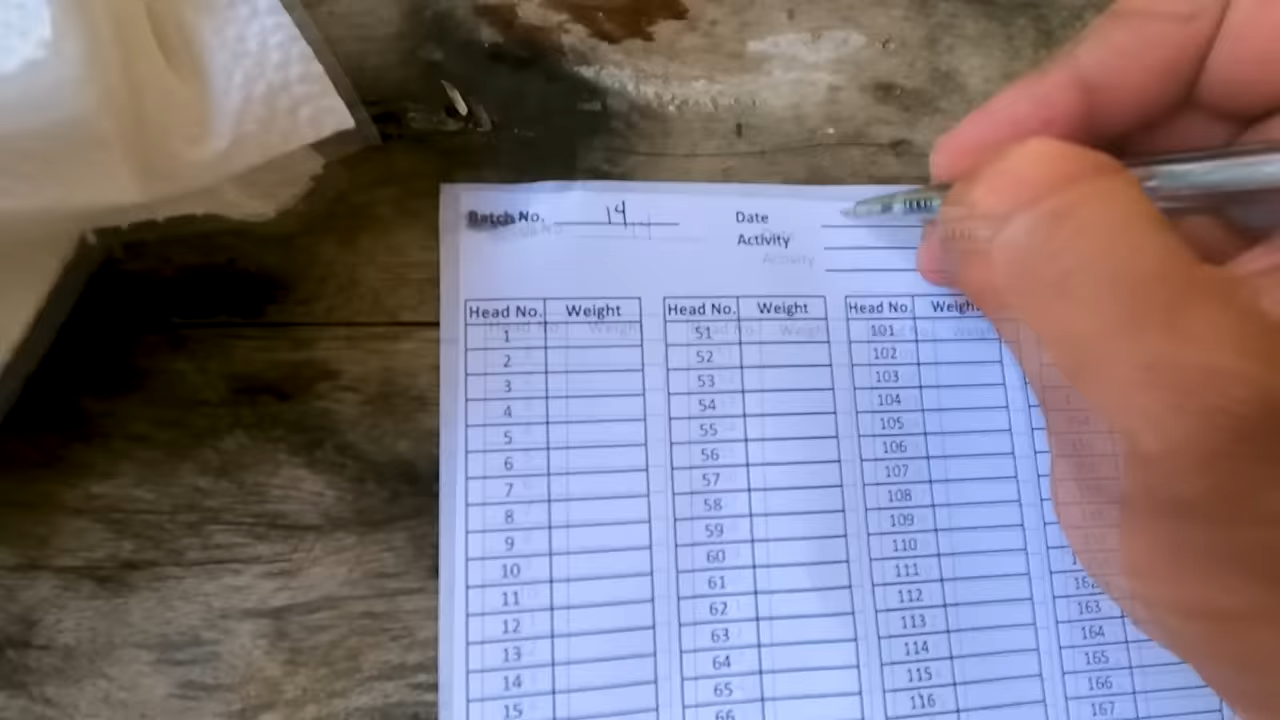 Batch No. 14 Date
Activity
Head No. Weight Head No. Weight Head No. Weight
1 51 101
2 52 102
3 53 103
4 54 104
5 55 105
6 56 106
7 57 107
8 58 108
9 59 109
10 60 110
11 61 111 162
12 62 112 163
13 63 113 164
14 64 114 165
15 65 115 166
66 116 167